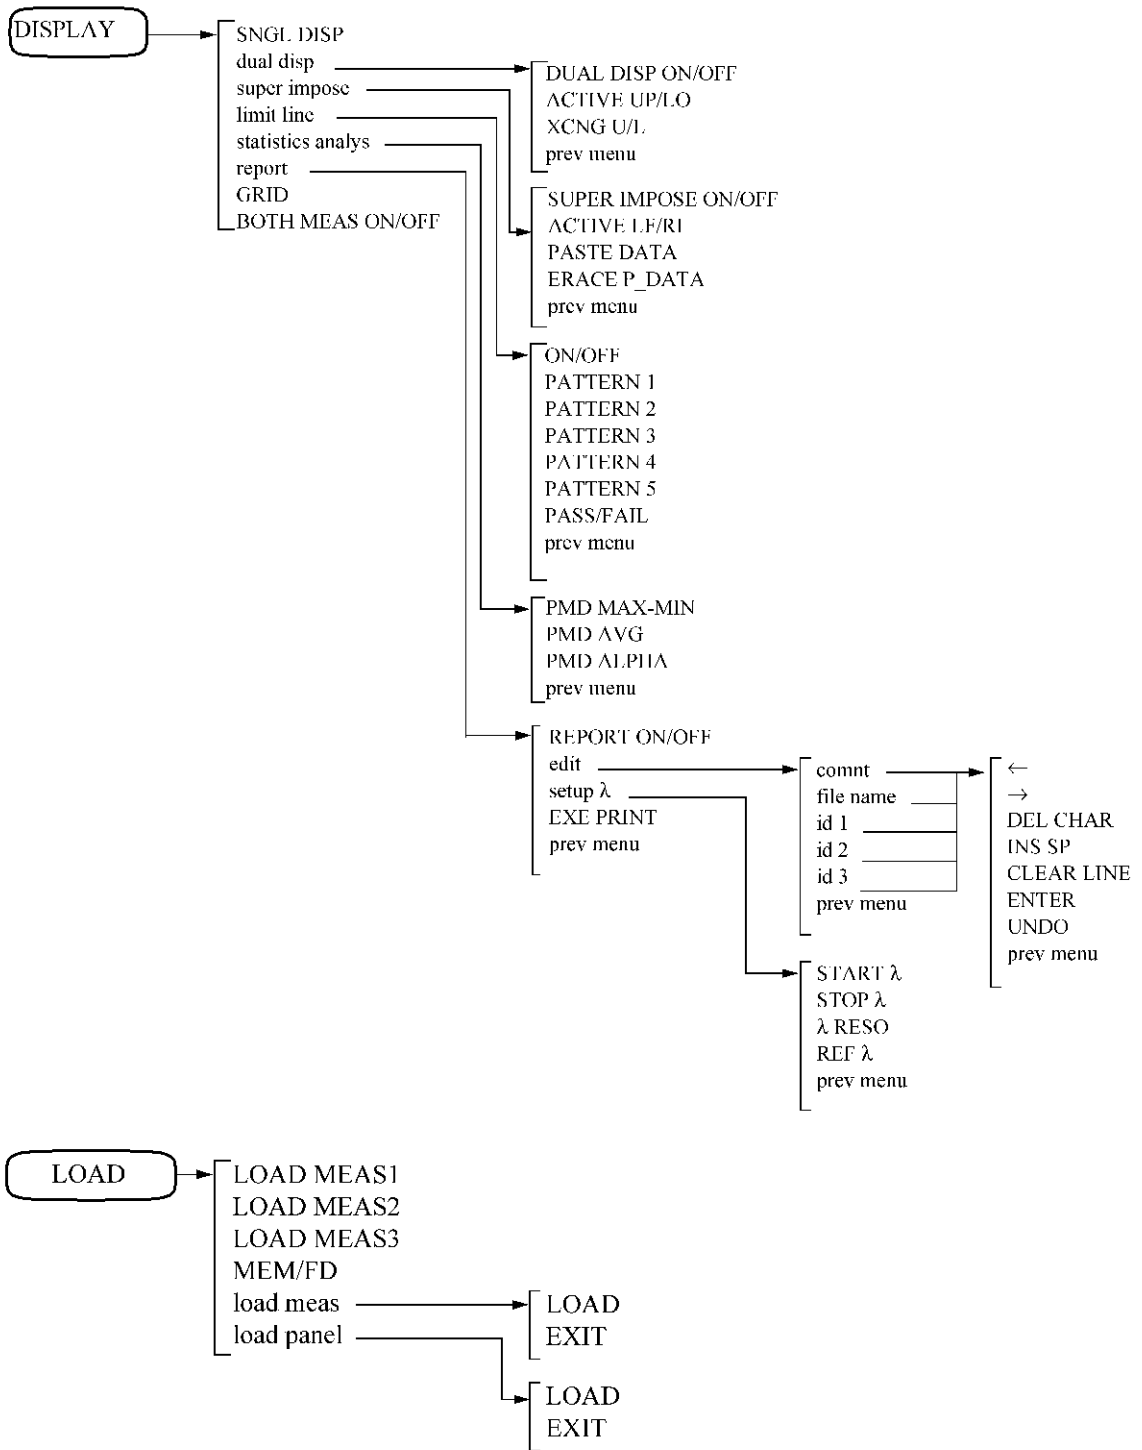 DISPLAY
SNGL DISP
dual disp
super impose
limit line
statistics analys
report
GRID
BOTH MEAS ON/OFF
DUAL DISP ON/OFF
ACTIVE UP/LO
XCNG U/L
prev menu
SUPER IMPOSE ON/OFF
ACTIVE LE/RI
PASTE DATA
ERACE P_DATA
prev menu
ON/OFF
PATTERN 1
PATTERN 2
PATTERN 3
PATTERN 4
PATTERN 5
PASS/FAIL
prev menu
PMD MAX-MIN
PMD AVG
PMD ALPHA
prev menu
REPORT ON/OFF
edit
setup λ
EXE PRINT
prev menu
comnt
file name
id 1
id 2
id 3
prev menu
←
→
DEL CHAR
INS SP
CLEAR LINE
ENTER
UNDO
prev menu
START λ
STOP λ
λ RESO
REF λ
prev menu
LOAD
LOAD MEAS1
LOAD MEAS2
LOAD MEAS3
MEM/FD
load meas
load panel
LOAD
EXIT
LOAD
EXIT